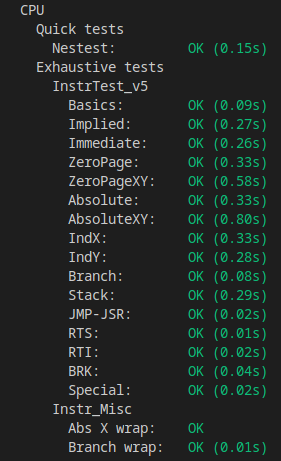 CPU
Quick tests
Nestest: OK (0.15s)
Exhaustive tests
InstrTest_v5
Basics: OK (0.09s)
Implied: OK (0.27s)
Immediate: OK (0.26s)
ZeroPage: OK (0.33s)
ZeroPageXY: OK (0.58s)
Absolute: OK (0.33s)
AbsoluteXY: OK (0.80s)
IndX: OK (0.33s)
IndY: OK (0.28s)
Branch: OK (0.08s)
Stack: OK (0.29s)
JMP-JSR: OK (0.02s)
RTS: OK (0.01s)
RTI: OK (0.02s)
BRK: OK (0.04s)
Special: OK (0.02s)
Instr_Misc
Abs X wrap: OK
Branch wrap: OK (0.01s)